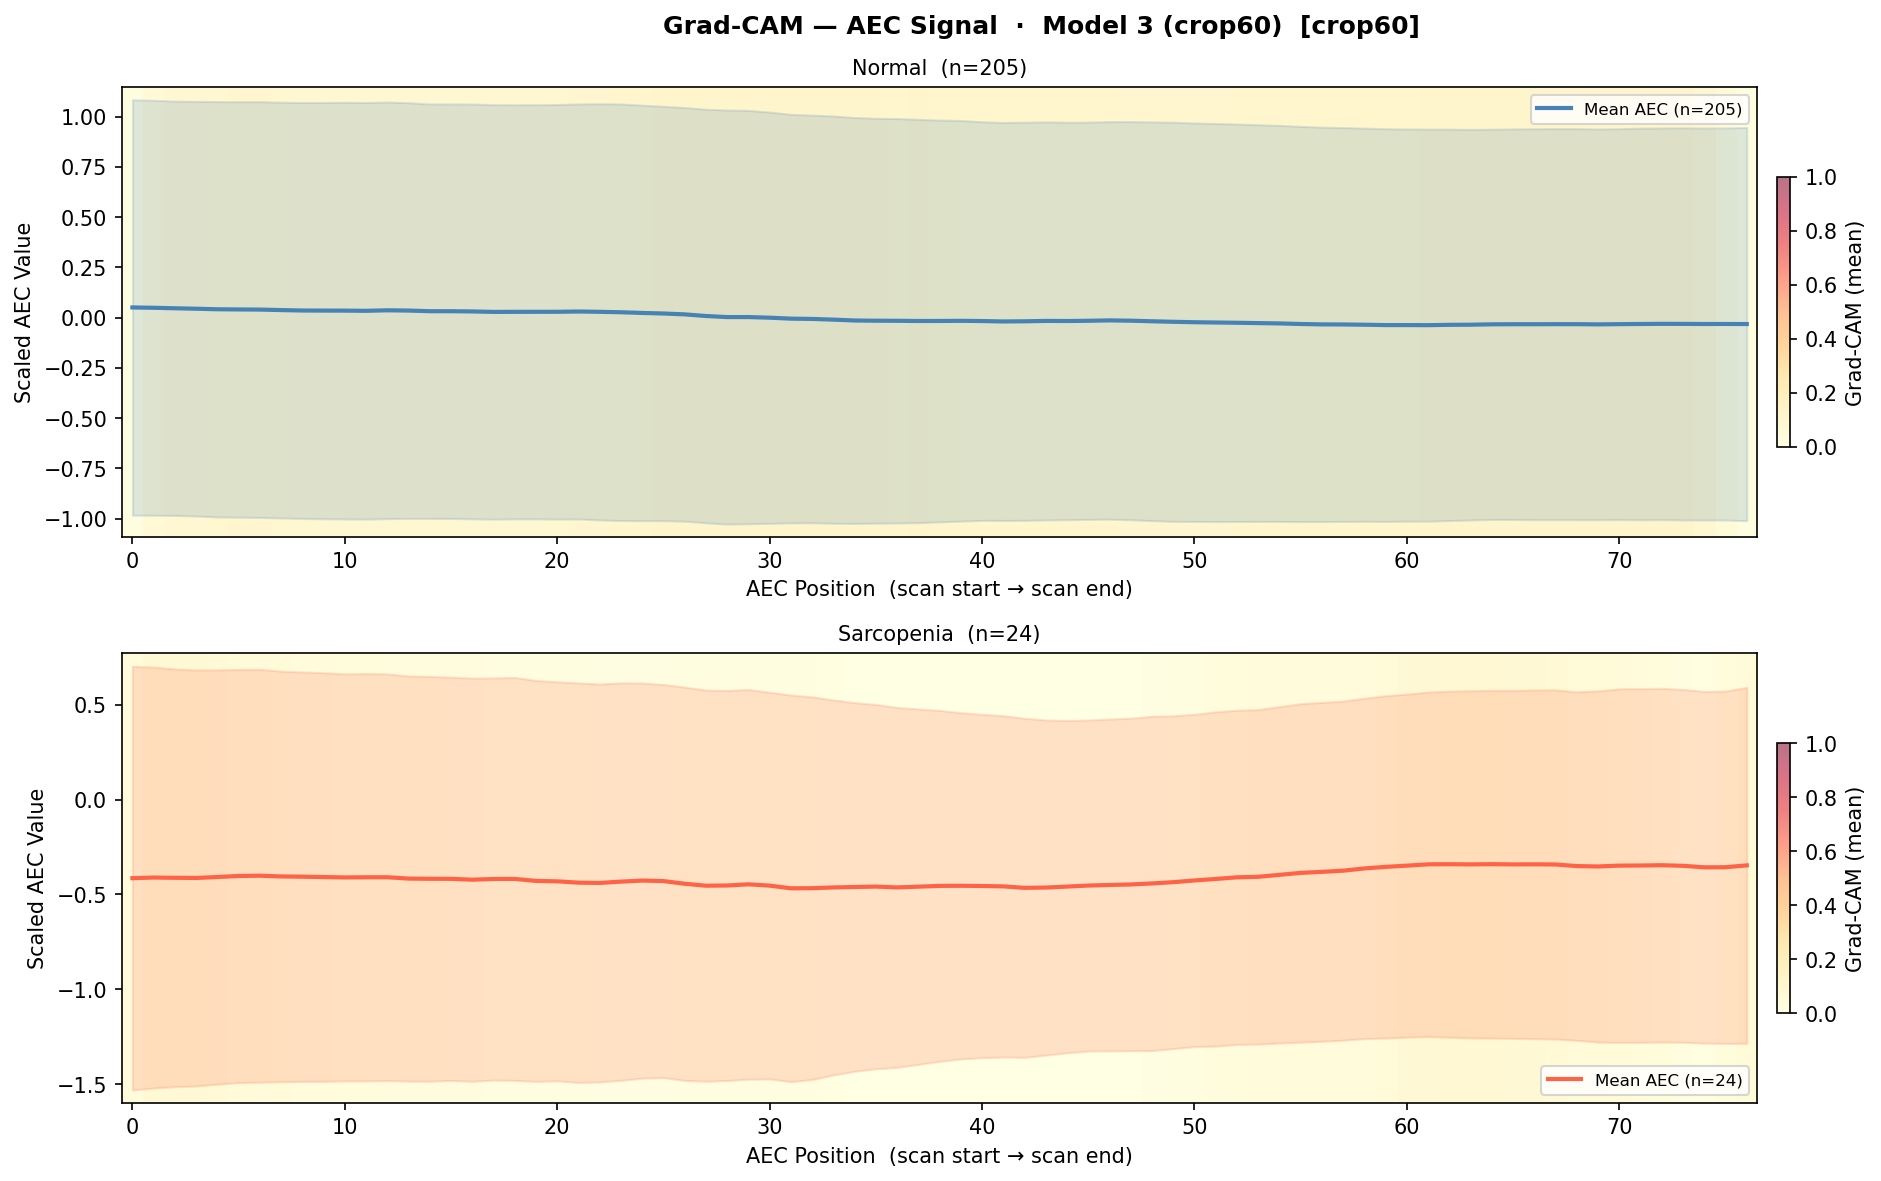 Grad-CAM — AEC Signal · Model 3 (crop60) [crop60]
Normal (n=205)
Mean AEC (n=205)
Scaled AEC Value
1.00
0.75
0.50
0.25
0.00
−0.25
−0.50
−0.75
−1.00
0 10 20 30 40 50 60 70
AEC Position (scan start → scan end)
1.0
0.8
0.6
0.4
0.2
0.0
Grad-CAM (mean)
Sarcopenia (n=24)
Scaled AEC Value
0.5
0.0
−0.5
−1.0
−1.5
Mean AEC (n=24)
0 10 20 30 40 50 60 70
AEC Position (scan start → scan end)
1.0
0.8
0.6
0.4
0.2
0.0
Grad-CAM (mean)